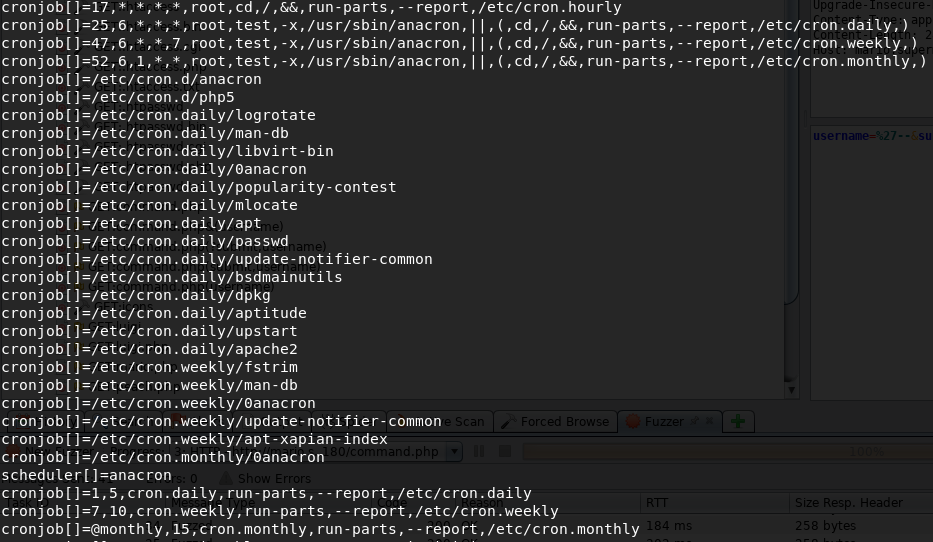 cronjob[]=17,*,*,*,*,root,cd,/,&&,run-parts,--report,/etc/cron.hourly
cronjob[]=25,6,*,*,*,root,test,-x,/usr/sbin/anacron,||,(,cd,/,&&,run-parts,--report,/etc/cron.daily,)
cronjob[]=47,6,*,*,7,root,test,-x,/usr/sbin/anacron,||,(,cd,/,&&,run-parts,--report,/etc/cron.weekly,)
cronjob[]=52,6,1,*,*,root,test,-x,/usr/sbin/anacron,||,(,cd,/,&&,run-parts,--report,/etc/cron.monthly,)
cronjob[]=/etc/cron.d/anacron
cronjob[]=/etc/cron.d/php5
cronjob[]=/etc/cron.daily/logrotate
cronjob[]=/etc/cron.daily/man-db
cronjob[]=/etc/cron.daily/libvirt-bin
cronjob[]=/etc/cron.daily/0anacron
cronjob[]=/etc/cron.daily/popularity-contest
cronjob[]=/etc/cron.daily/mlocate
cronjob[]=/etc/cron.daily/apt
cronjob[]=/etc/cron.daily/passwd
cronjob[]=/etc/cron.daily/update-notifier-common
cronjob[]=/etc/cron.daily/bsdmainutils
cronjob[]=/etc/cron.daily/dpkg
cronjob[]=/etc/cron.daily/aptitude
cronjob[]=/etc/cron.daily/upstart
cronjob[]=/etc/cron.daily/apache2
cronjob[]=/etc/cron.weekly/fstrim
cronjob[]=/etc/cron.weekly/man-db
cronjob[]=/etc/cron.weekly/0anacron
cronjob[]=/etc/cron.weekly/update-notifier-common
cronjob[]=/etc/cron.weekly/apt-xapian-index
cronjob[]=/etc/cron.monthly/0anacron
scheduler[]=anacron
cronjob[]=1,5,cron.daily,run-parts,--report,/etc/cron.daily
cronjob[]=7,10,cron.weekly,run-parts,--report,/etc/cron.weekly
cronjob[]=@monthly,15,cron.monthly,run-parts,--report,/etc/cron.monthly
Upgrade-Insecure-
username=%27--&su
Scan
Forced Browse
Fuzzer
180/command.php
100%
Errors: 0
Show Errors
Reason
RTT
Size Resp. Header
184 ms
258 bytes